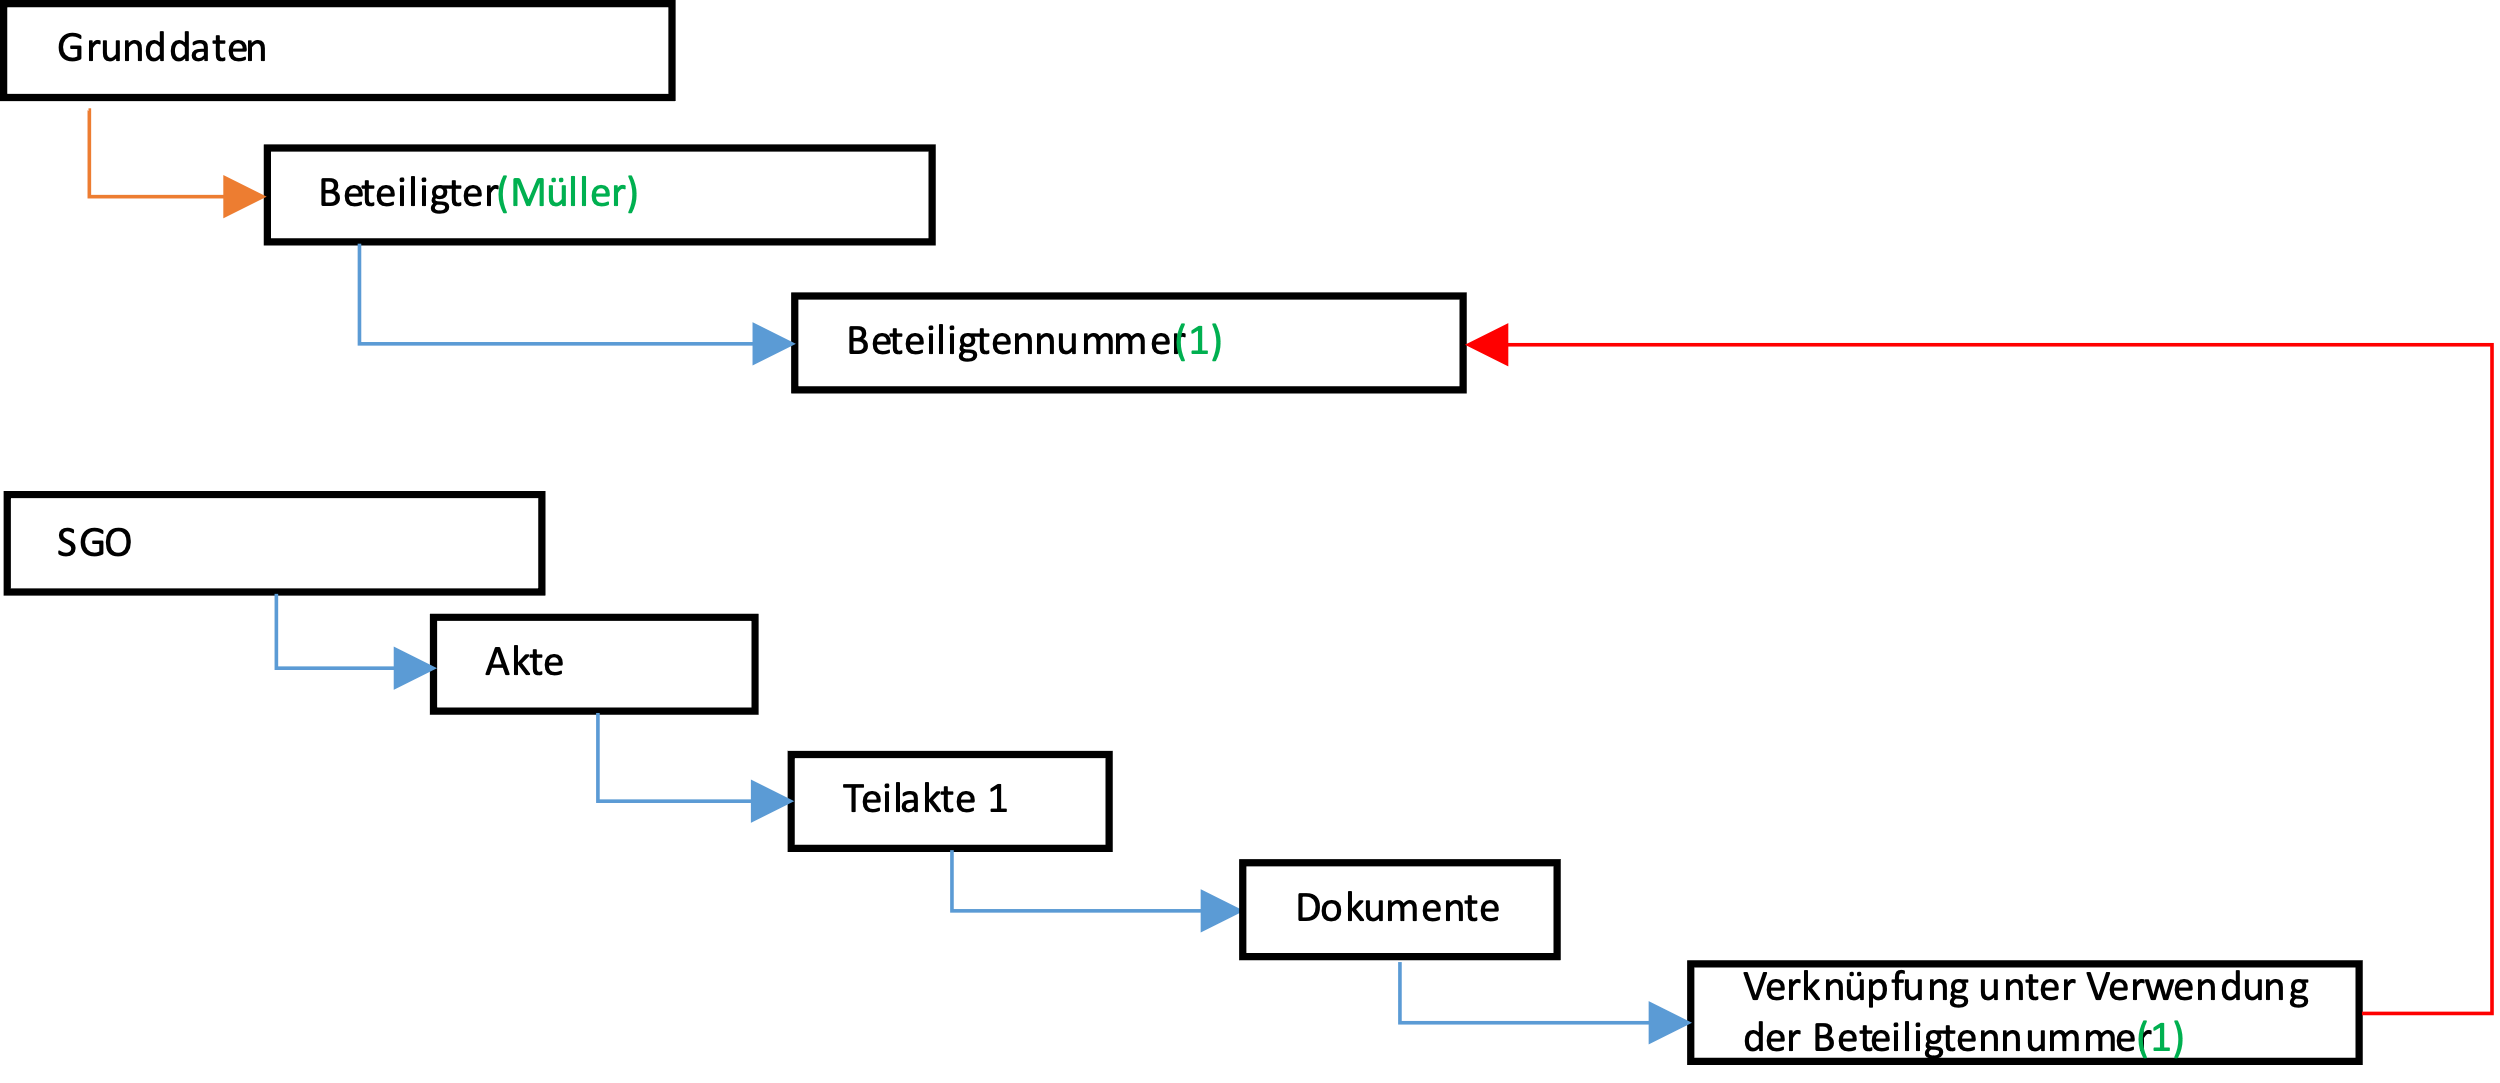 Grunddaten
Beteiligter(Müller)
Beteiligtennummer(1)
SGO
Akte
Teilakte 1
Dokumente
Verknüpfung unter Verwendung
der Beteiligtennummer(1)